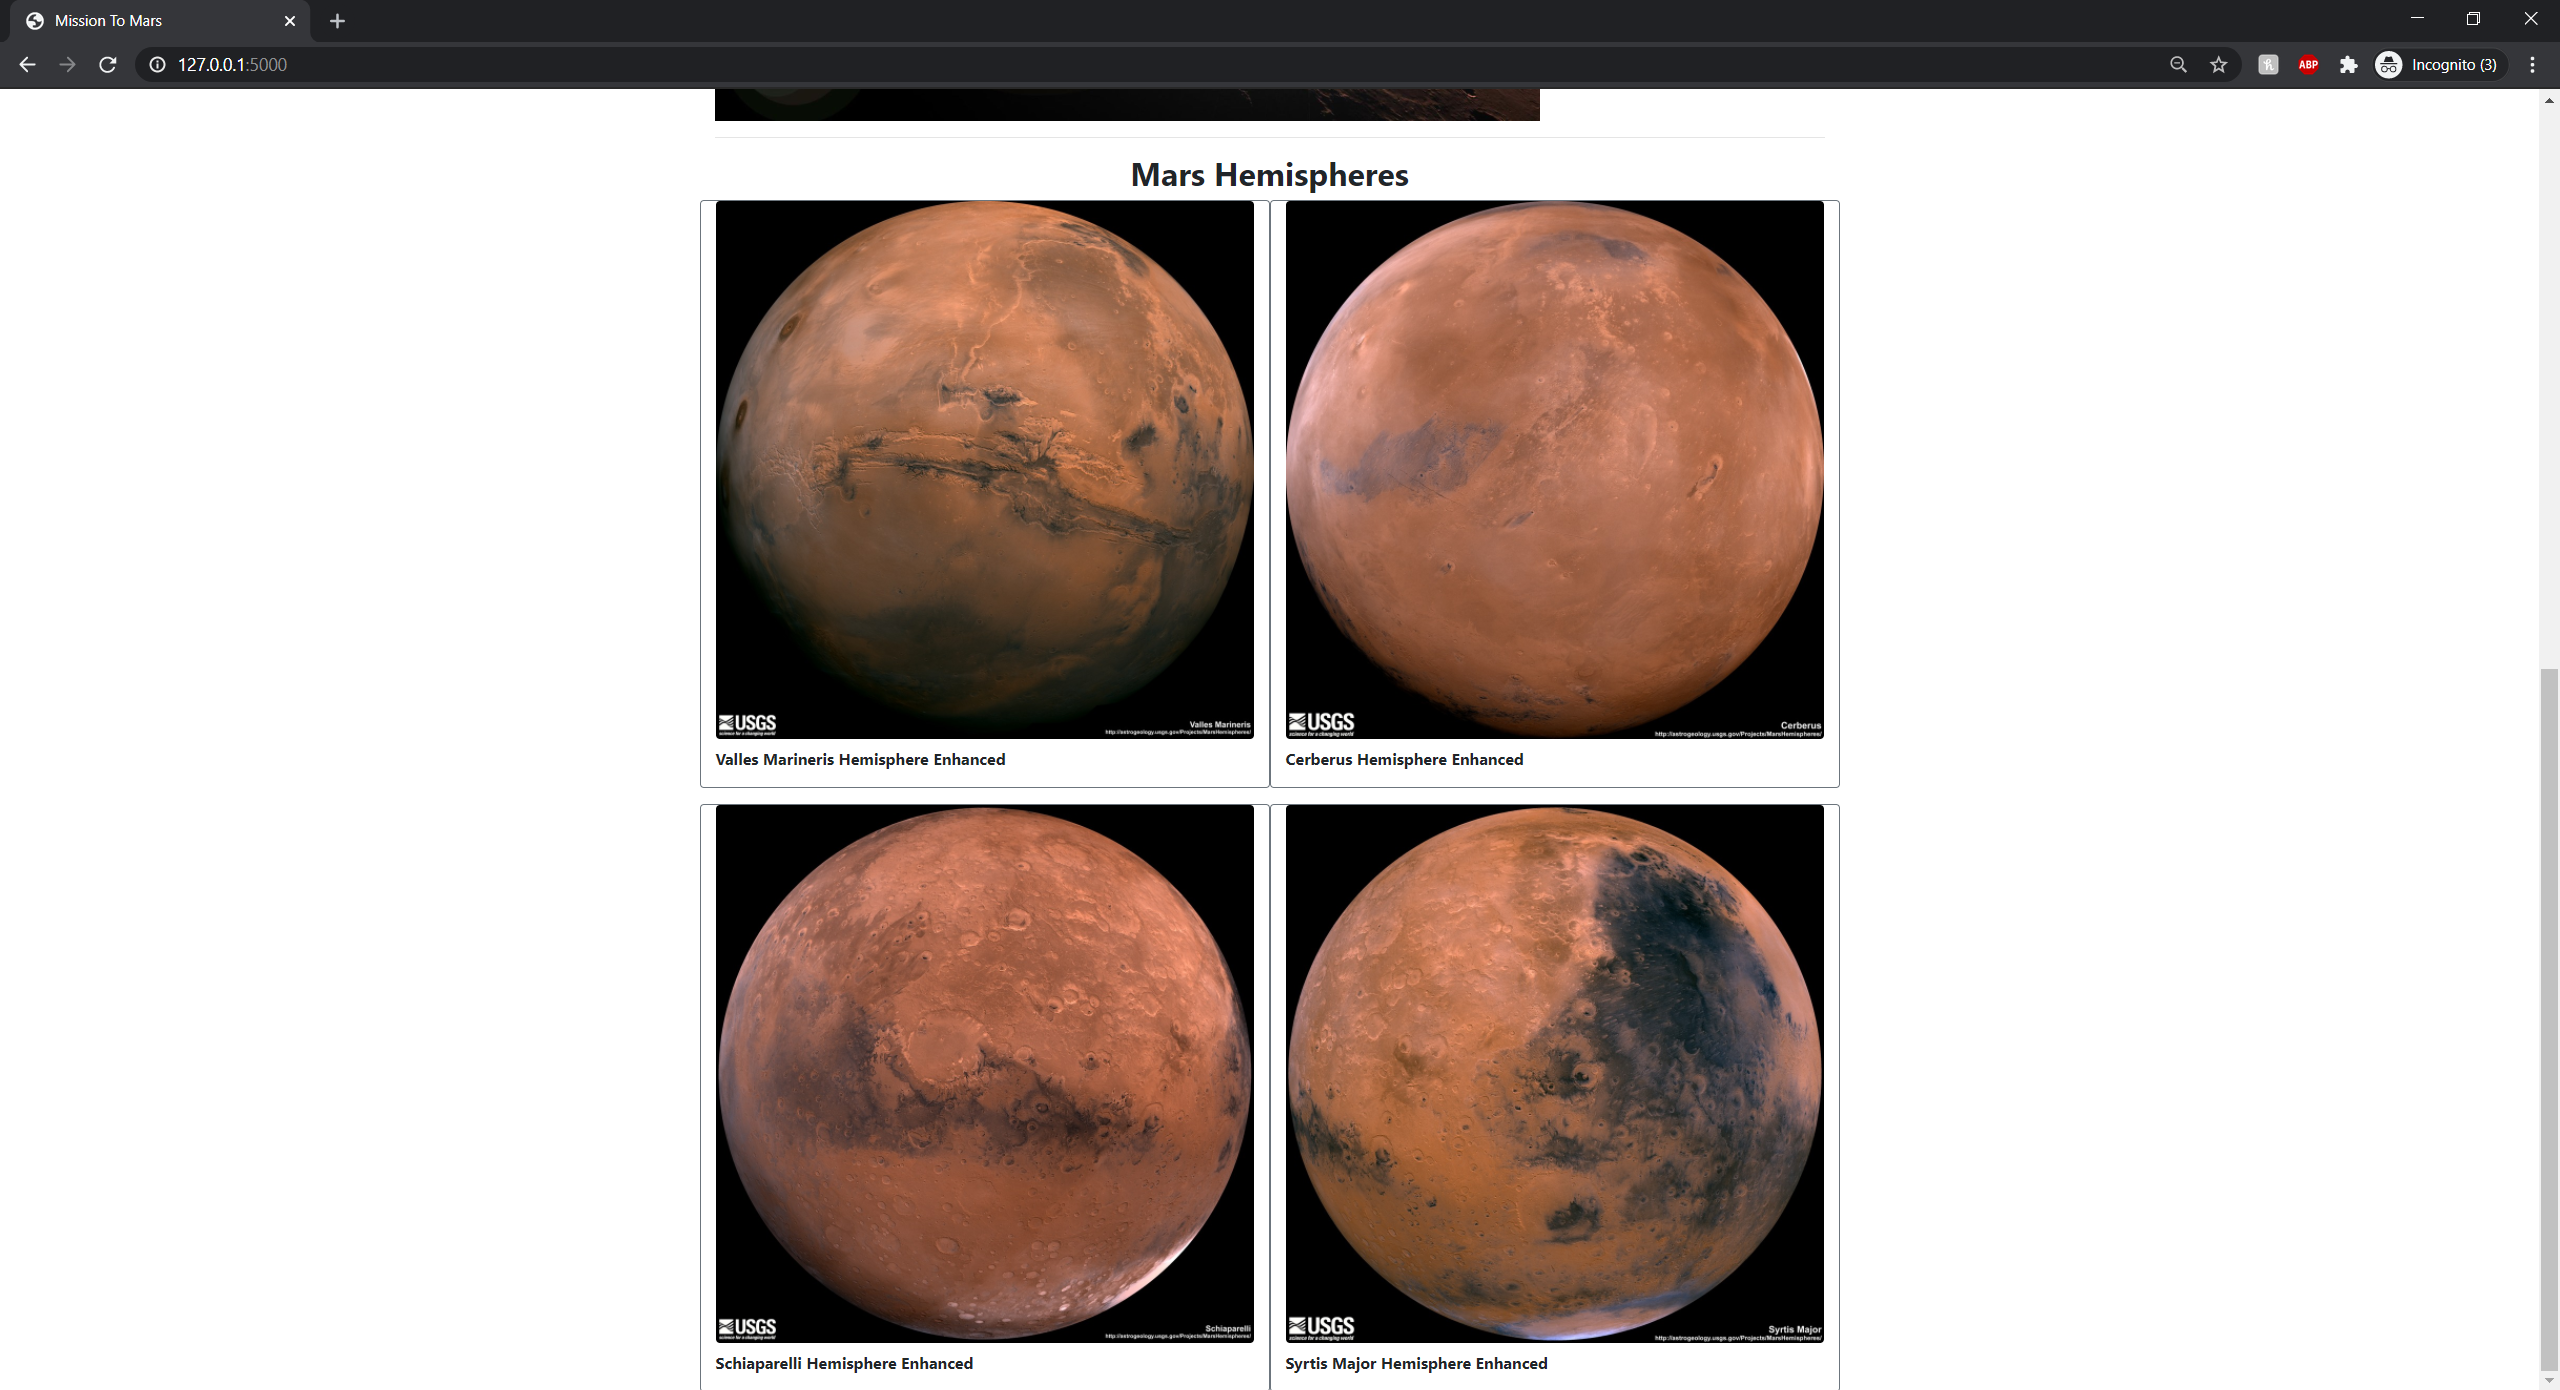 Mission To Mars
127.0.0.1:5000
ABP
Incognito (3)
Mars Hemispheres
USGS
science for a changing world
Valles Marineris
http://astrogeology.usgs.gov/Projects/MarsHemispheres/
USGS
science for a changing world
Cerberus
http://astrogeology.usgs.gov/Projects/MarsHemispheres/
Valles Marineris Hemisphere Enhanced
Cerberus Hemisphere Enhanced
USGS
science for a changing world
Schiaparelli
http://astrogeology.usgs.gov/Projects/MarsHemispheres/
USGS
science for a changing world
Syrtis Major
http://astrogeology.usgs.gov/Projects/MarsHemispheres/
Schiaparelli Hemisphere Enhanced
Syrtis Major Hemisphere Enhanced